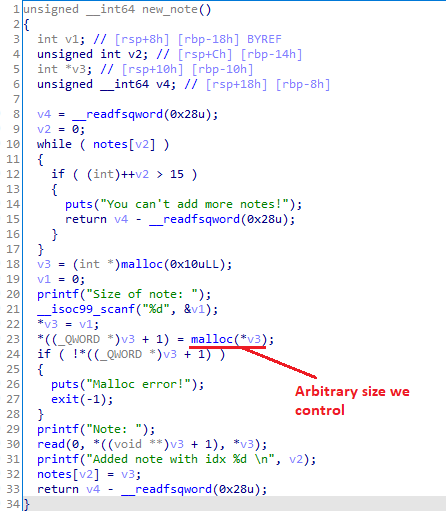 1 unsigned __int64 new_note()
2 {
3 int v1; // [rsp+8h] [rbp-18h] BYREF
4 unsigned int v2; // [rsp+Ch] [rbp-14h]
5 int *v3; // [rsp+10h] [rbp-10h]
6 unsigned __int64 v4; // [rsp+18h] [rbp-8h]
7
8 v4 = __readfsqword(0x28u);
9 v2 = 0;
10 while ( notes[v2] )
11 {
12 if ( (int)++v2 > 15 )
13 {
14 puts("You can't add more notes!");
15 return v4 - __readfsqword(0x28u);
16 }
17 }
18 v3 = (int *)malloc(0x10uLL);
19 v1 = 0;
20 printf("Size of note: ");
21 __isoc99_scanf("%d", &v1);
22 *v3 = v1;
23 *((_QWORD *)v3 + 1) = malloc(*v3);
24 if ( !*((_QWORD *)v3 + 1) )
25 {
26 puts("Malloc error!");
27 exit(-1);
28 }
29 printf("Note: ");
30 read(0, *((void **)v3 + 1), *v3);
31 printf("Added note with idx %d \n", v2);
32 notes[v2] = v3;
33 return v4 - __readfsqword(0x28u);
34 }
Arbitrary size we
control